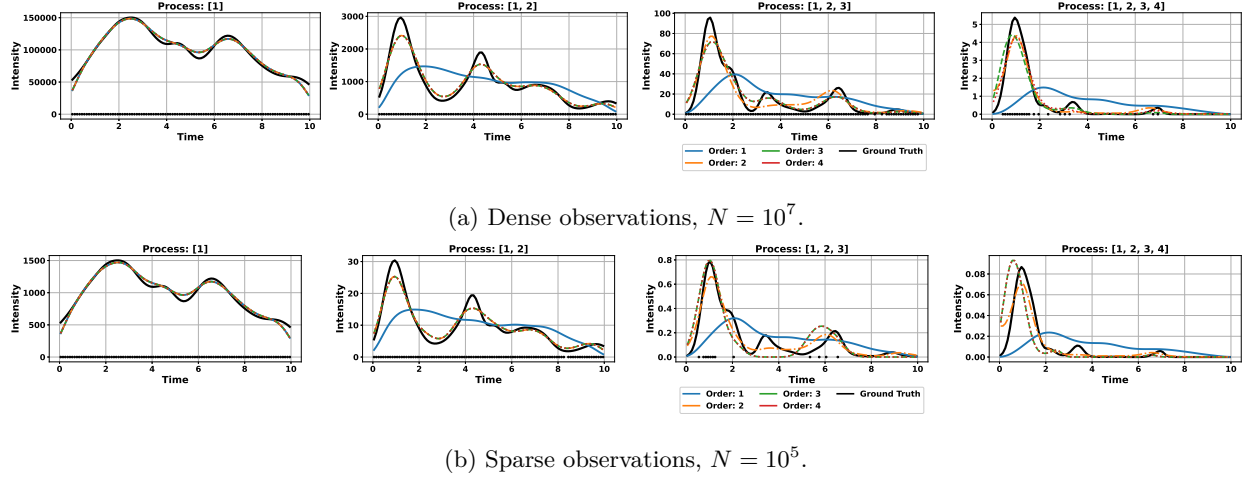 Process: [1]
Process: [1, 2]
Process: [1, 2, 3]
Process: [1, 2, 3, 4]
Intensity
150000
100000
50000
0
0 2 4 6 8 10
Time
Intensity
3000
2000
1000
0
0 2 4 6 8 10
Time
Intensity
100
80
60
40
20
0
0 2 4 6 8 10
Time
Intensity
5
4
3
2
1
0
0 2 4 6 8 10
Time
Order: 1 Order: 3 Ground Truth
Order: 2 Order: 4
(a) Dense observations, N = 10⁷.
Process: [1]
Process: [1, 2]
Process: [1, 2, 3]
Process: [1, 2, 3, 4]
Intensity
1500
1000
500
0
0 2 4 6 8 10
Time
Intensity
30
20
10
0
0 2 4 6 8 10
Time
Intensity
0.8
0.6
0.4
0.2
0.0
0 2 4 6 8 10
Time
Intensity
0.08
0.06
0.04
0.02
0.00
0 2 4 6 8 10
Time
Order: 1 Order: 3 Ground Truth
Order: 2 Order: 4
(b) Sparse observations, N = 10⁵.